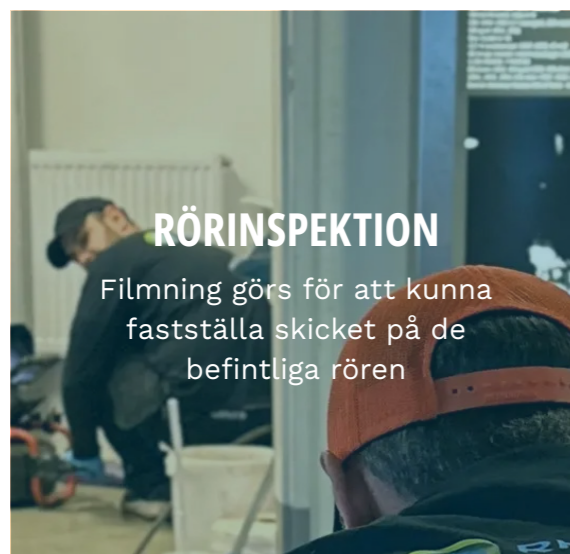 RÖRINSPEKTION
Filmning görs för att kunna
fastställa skicket på de
befintliga rören